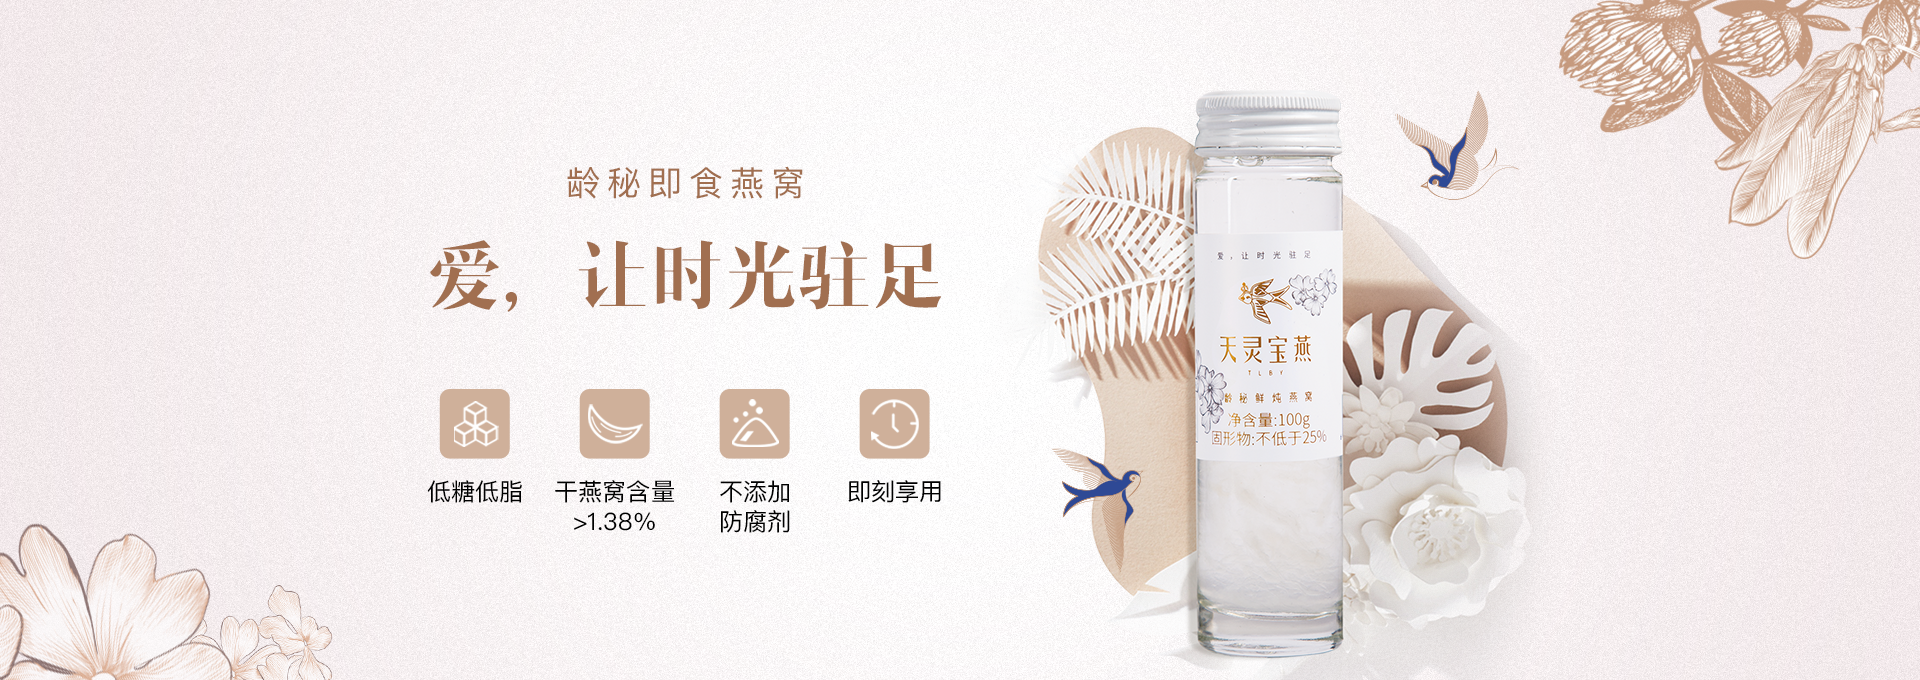 龄秘即食燕窝
爱，让时光驻足
低糖低脂
干燕窝含量
>1.38%
不添加
防腐剂
即刻享用
爱，让时光驻足
天灵宝燕
TLBY
龄秘鲜炖燕窝
净含量:100g
固形物:不低于25%